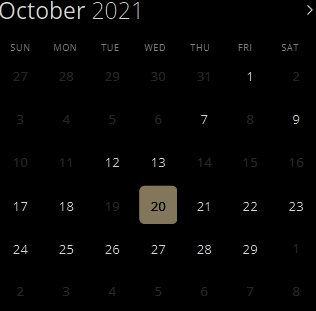 October 2021
SUN MON TUE WED THU FRI SAT
27 28 29 30 31 1 2
3 4 5 6 7 8 9
10 11 12 13 14 15 16
17 18 19 20 21 22 23
24 25 26 27 28 29 1
2 3 4 5 6 7 8